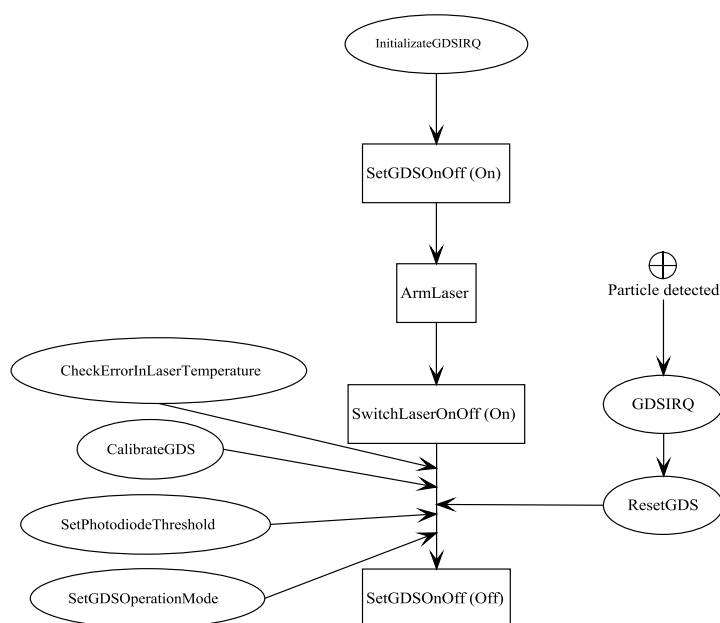 InitializateGDSIRQ
SetGDSOnOff (On)
ArmLaser
Particle detected
CheckErrorInLaserTemperature
SwitchLaserOnOff (On)
GDSIRQ
CalibrateGDS
ResetGDS
SetPhotodiodeThreshold
SetGDSOperationMode
SetGDSOnOff (Off)